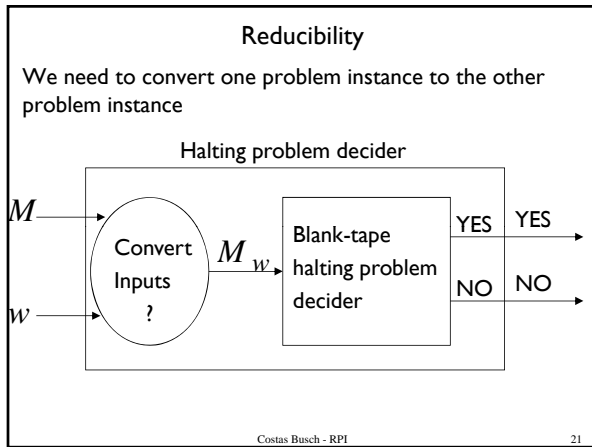 Reducibility
We need to convert one problem instance to the other
problem instance
Halting problem decider
M
w
Convert
Inputs
?
M w
Blank-tape
halting problem
decider
YES YES
NO NO
Costas Busch - RPI 21